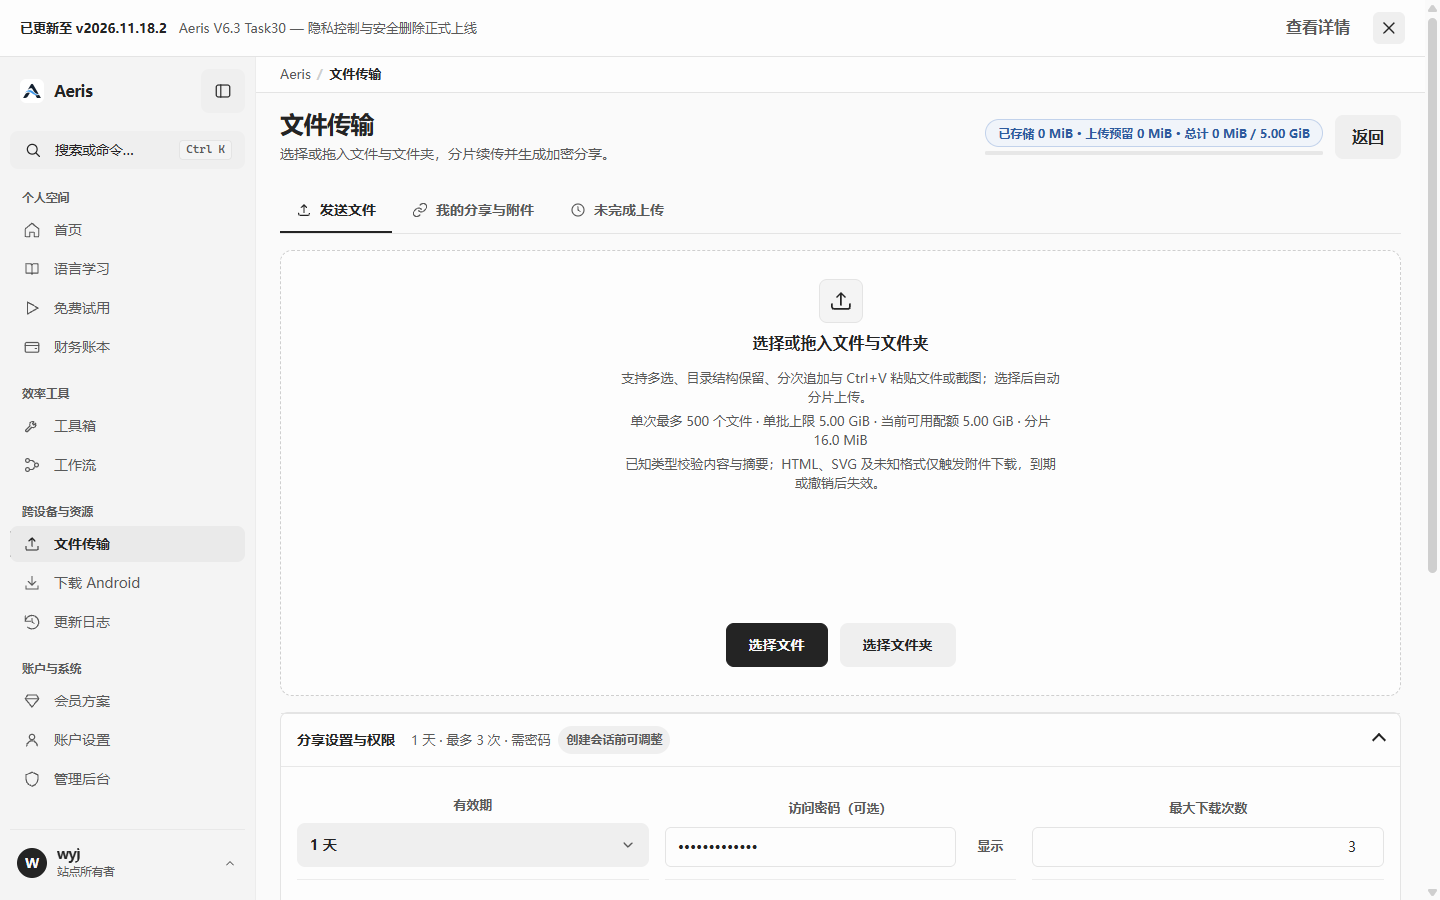 已更新至 v2026.11.18.2 Aeris V6.3 Task30 — 隐私控制与安全删除正式上线 查看详情
Aeris
搜索或命令... Ctrl K
个人空间
首页
语言学习
免费试用
财务账本
效率工具
工具箱
工作流
跨设备与资源
文件传输
下载 Android
更新日志
账户与系统
会员方案
账户设置
管理后台
W wyj
站点所有者
Aeris / 文件传输
文件传输
选择或拖入文件与文件夹，分片续传并生成加密分享。
已存储 0 MiB • 上传预留 0 MiB • 总计 0 MiB / 5.00 GiB
返回
发送文件 我的分享与附件 未完成上传
选择或拖入文件与文件夹
支持多选、目录结构保留、分次追加与 Ctrl+V 粘贴文件或截图；选择后自动
分片上传。
单次最多 500 个文件 · 单批上限 5.00 GiB · 当前可用配额 5.00 GiB · 分片
16.0 MiB
已知类型校验内容与摘要；HTML、SVG 及未知格式仅触发附件下载，到期
或撤销后失效。
选择文件 选择文件夹
分享设置与权限 1 天 · 最多 3 次 · 需密码 创建会话前可调整
有效期 访问密码（可选） 最大下载次数
1 天 ••••••••••••• 显示 3